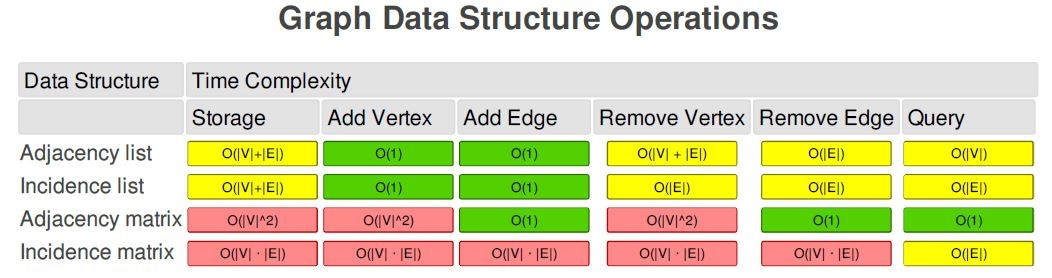 Graph Data Structure Operations
Data Structure Time Complexity
Storage Add Vertex Add Edge Remove Vertex Remove Edge Query
Adjacency list O(|V|+|E|) O(1) O(1) O(|V| + |E|) O(|E|) O(|V|)
Incidence list O(|V|+|E|) O(1) O(1) O(|E|) O(|E|) O(|E|)
Adjacency matrix O(|V|^2) O(|V|^2) O(1) O(|V|^2) O(1) O(1)
Incidence matrix O(|V| · |E|) O(|V| · |E|) O(|V| · |E|) O(|V| · |E|) O(|V| · |E|) O(|E|)